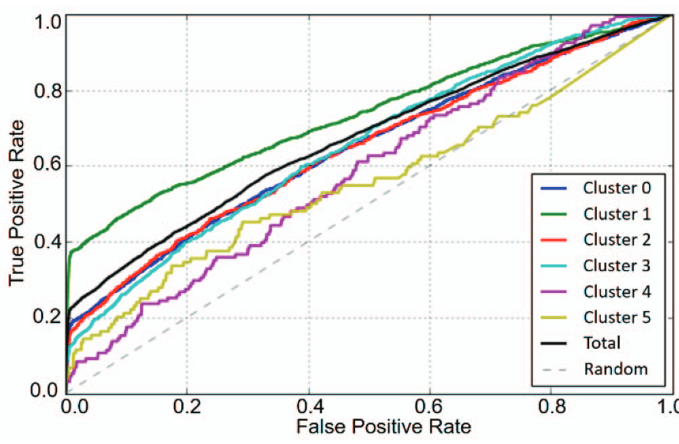 1.0
0.8
0.6
0.4
0.2
0.0
True Positive Rate
Cluster 0
Cluster 1
Cluster 2
Cluster 3
Cluster 4
Cluster 5
Total
Random
0.0 0.2 0.4 0.6 0.8 1.0
False Positive Rate